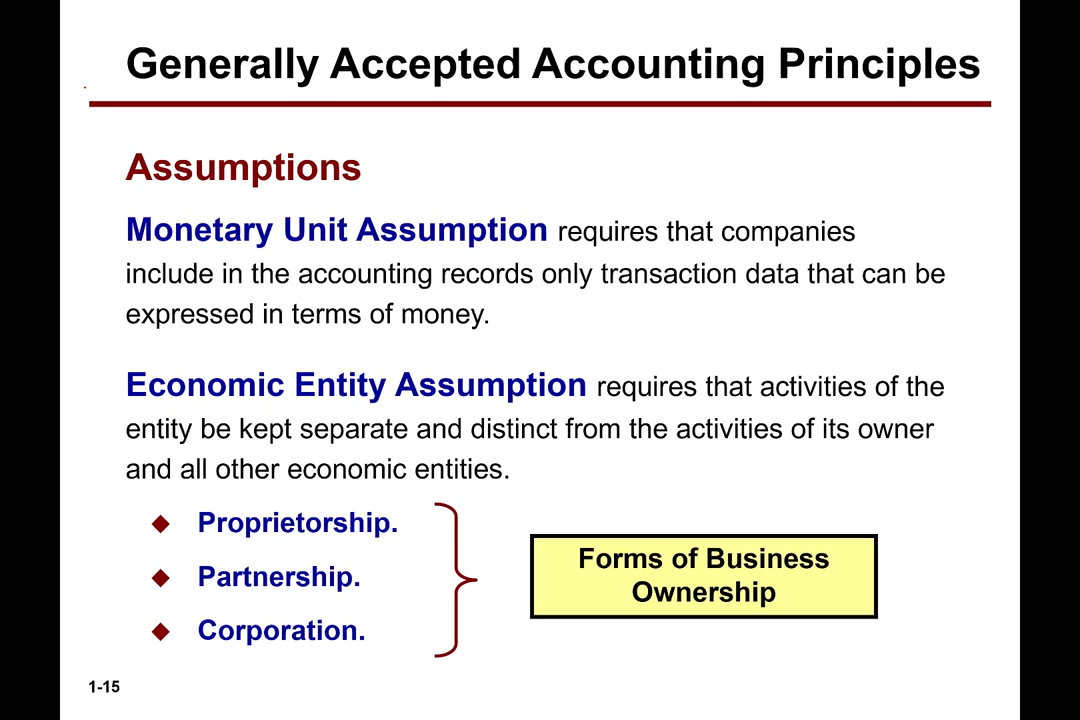 Generally Accepted Accounting Principles
Assumptions
Monetary Unit Assumption requires that companies
include in the accounting records only transaction data that can be
expressed in terms of money.
Economic Entity Assumption requires that activities of the
entity be kept separate and distinct from the activities of its owner
and all other economic entities.
Proprietorship.
Partnership.
Corporation.
Forms of Business
Ownership
1-15